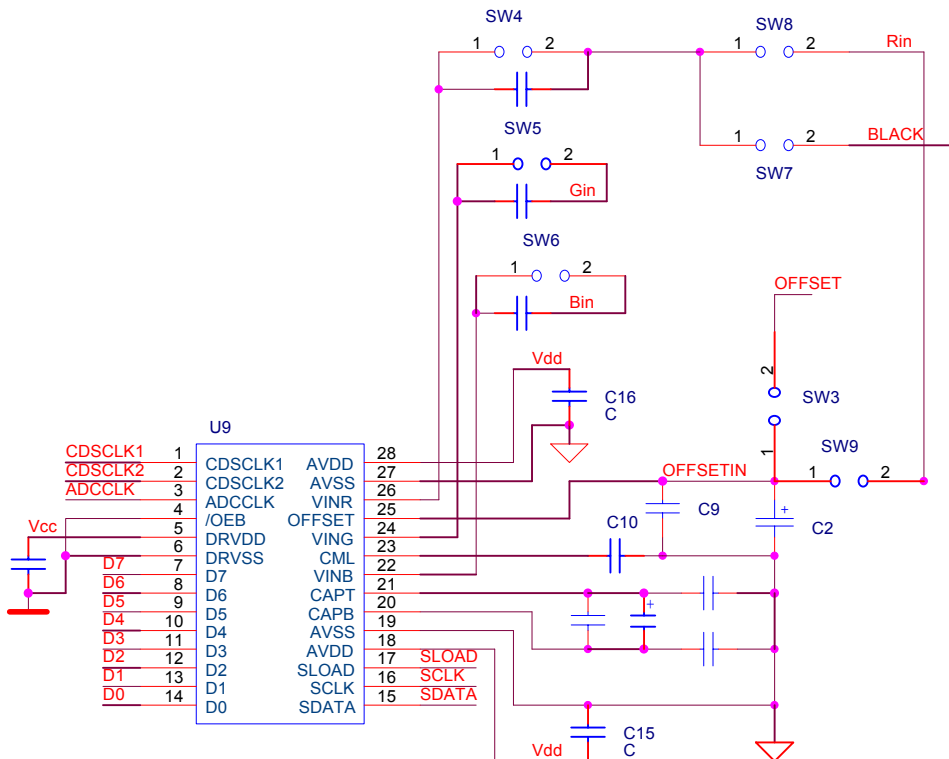 SW4
SW8
1 2
1 2
Rin
SW5
1 2
1 2
BLACK
SW7
Gin
SW6
1 2
Bin
OFFSET
Vdd
2
C16
C
SW3
U9
1
SW9
CDSCLK1 1 CDSCLK1 AVDD 28
OFFSETIN
1 2
CDSCLK2 2 CDSCLK2 AVSS 27
ADCCLK 3 ADCCLK VINR 26
4 /OEB OFFSET 25
C9
+
C2
C10
Vcc
5 DRVDD VING 24
6 DRVSS CML 23
D7 7 D7 VINB 22
D6 8 D6 CAPT 21
D5 9 D5 CAPB 20
+
D4 10 D4 AVSS 19
D3 11 D3 AVDD 18
D2 12 D2 SLOAD 17 SLOAD
D1 13 D1 SCLK 16 SCLK
D0 14 D0 SDATA 15 SDATA
C15
Vdd
C